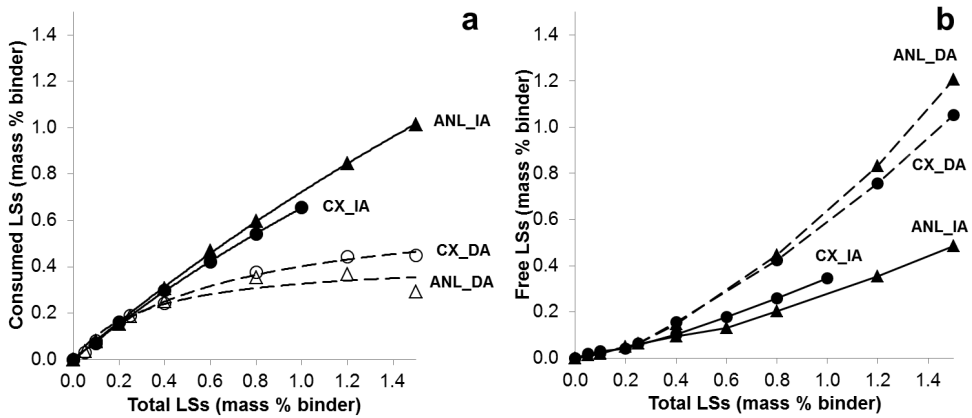 a
Consumed LSs (mass % binder)
1.4
1.2
1.0
0.8
0.6
0.4
0.2
0.0
ANL_IA
CX_IA
CX_DA
ANL_DA
0.0 0.2 0.4 0.6 0.8 1.0 1.2 1.4
Total LSs (mass % binder)
b
Free LSs (mass % binder)
1.4
1.2
1.0
0.8
0.6
0.4
0.2
0.0
ANL_DA
CX_DA
ANL_IA
CX_IA
0.0 0.2 0.4 0.6 0.8 1.0 1.2 1.4
Total LSs (mass % binder)